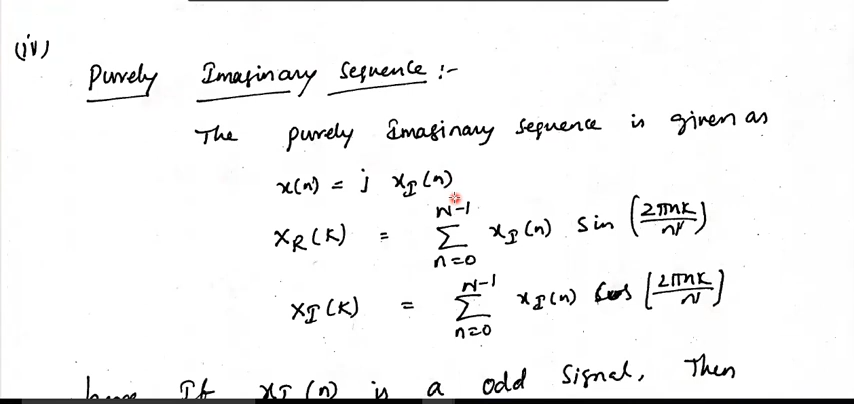 (iv)
Purely Imaginary Sequence :-
The purely imaginary sequence is given as
x(n) = j x_I(n)
X_R(k) = Σ_{n=0}^{N-1} x_I(n) sin (2πnk/N)
X_I(k) = Σ_{n=0}^{N-1} x_I(n) cos (2πnk/N)
If x_I(n) is a odd signal, Then